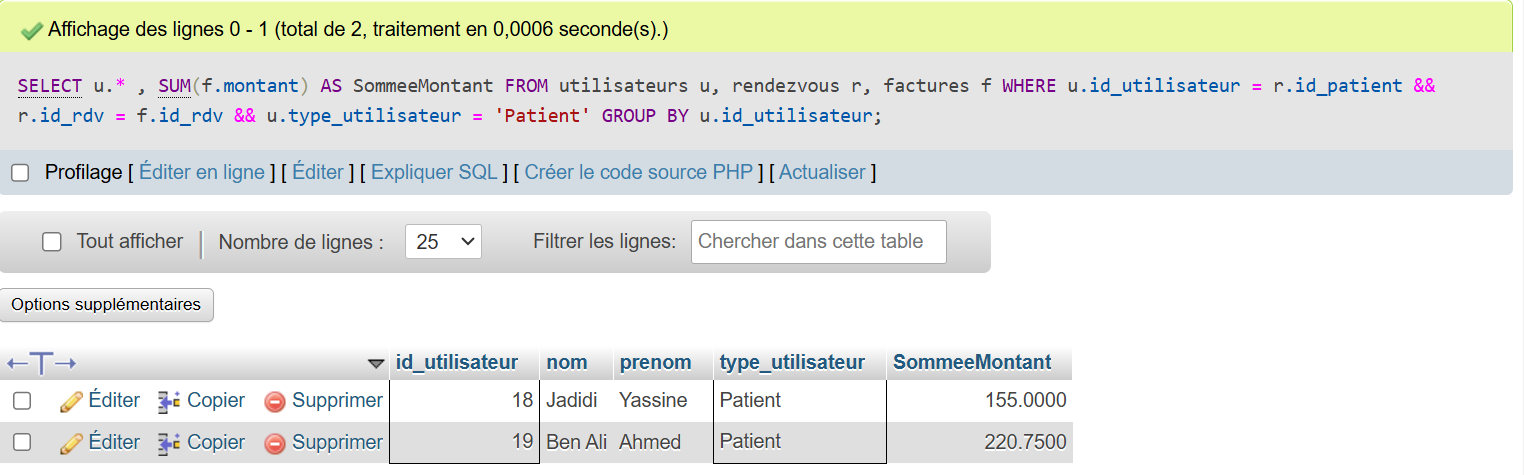 Affichage des lignes 0 - 1 (total de 2, traitement en 0,0006 seconde(s).)
SELECT u.* , SUM(f.montant) AS SommeeMontant FROM utilisateurs u, rendezvous r, factures f WHERE u.id_utilisateur = r.id_patient &&
r.id_rdv = f.id_rdv && u.type_utilisateur = 'Patient' GROUP BY u.id_utilisateur;
Profilage [ Éditer en ligne ] [ Éditer ] [ Expliquer SQL ] [ Créer le code source PHP ] [ Actualiser ]
Tout afficher Nombre de lignes : 25 Filtrer les lignes: Chercher dans cette table
Options supplémentaires
id_utilisateur nom prenom type_utilisateur SommeeMontant
Éditer Copier Supprimer 18 Jadidi Yassine Patient 155.0000
Éditer Copier Supprimer 19 Ben Ali Ahmed Patient 220.7500